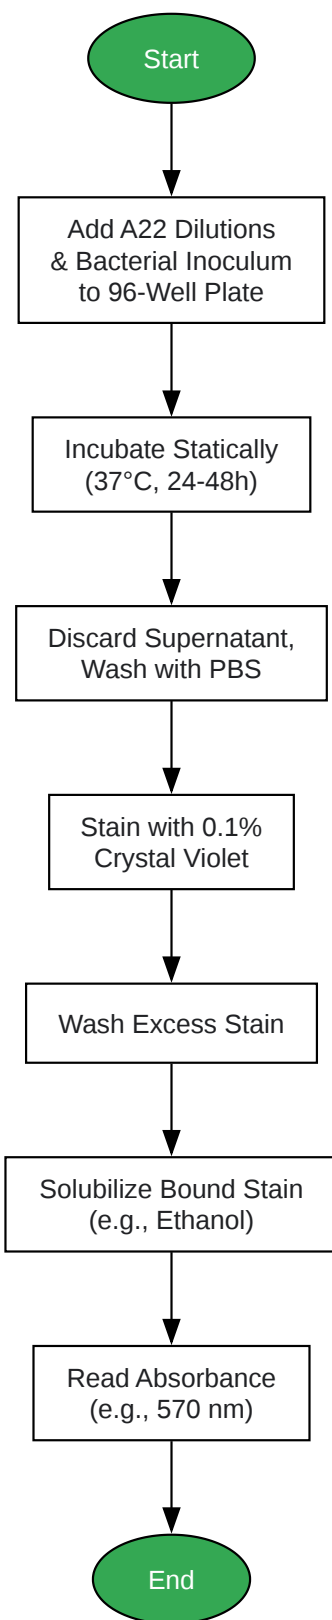 Start
Add A22 Dilutions
& Bacterial Inoculum
to 96-Well Plate
Incubate Statically
(37°C, 24-48h)
Discard Supernatant,
Wash with PBS
Stain with 0.1%
Crystal Violet
Wash Excess Stain
Solubilize Bound Stain
(e.g., Ethanol)
Read Absorbance
(e.g., 570 nm)
End